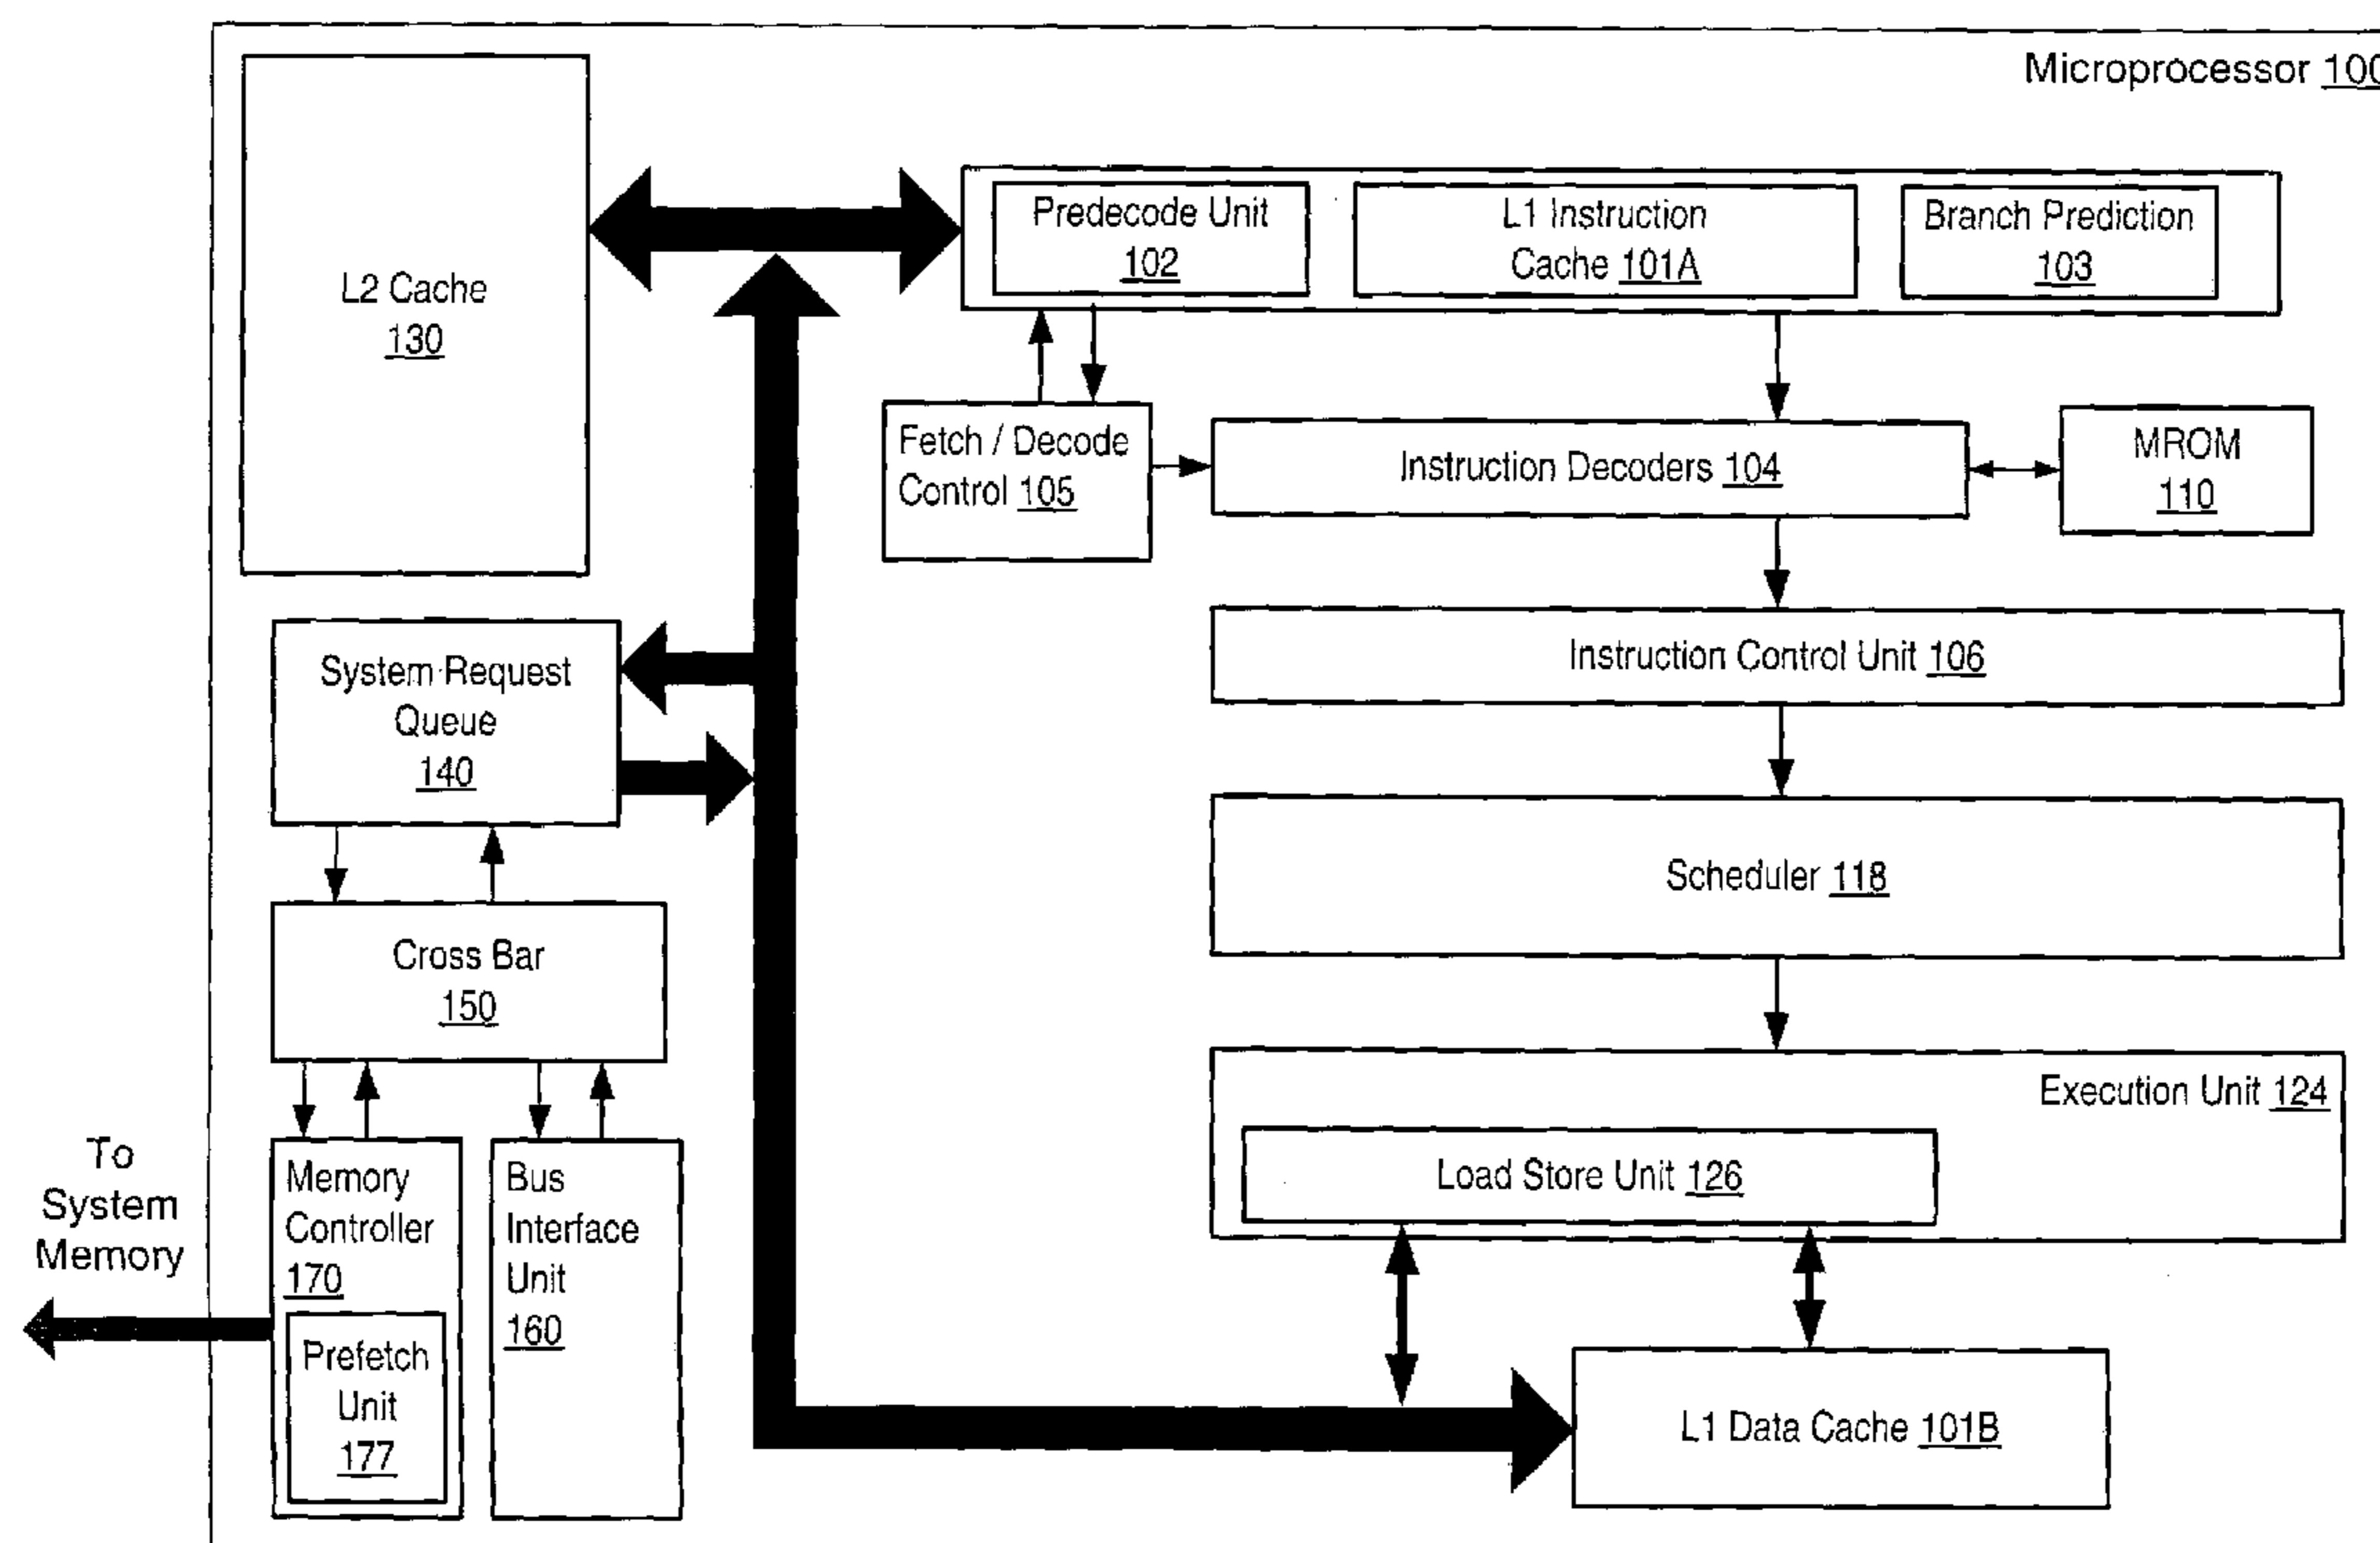 Microprocessor 100
L2 Cache
130
Predecode Unit
102
L1 Instruction
Cache 101A
Branch Prediction
103
Fetch / Decode
Control 105
Instruction Decoders 104
MROM
110
Instruction Control Unit 106
System Request
Queue
140
Scheduler 118
Cross Bar
150
Execution Unit 124
Load Store Unit 126
To
System
Memory
Memory
Controller
170
Prefetch
Unit
177
Bus
Interface
Unit
160
L1 Data Cache 101B